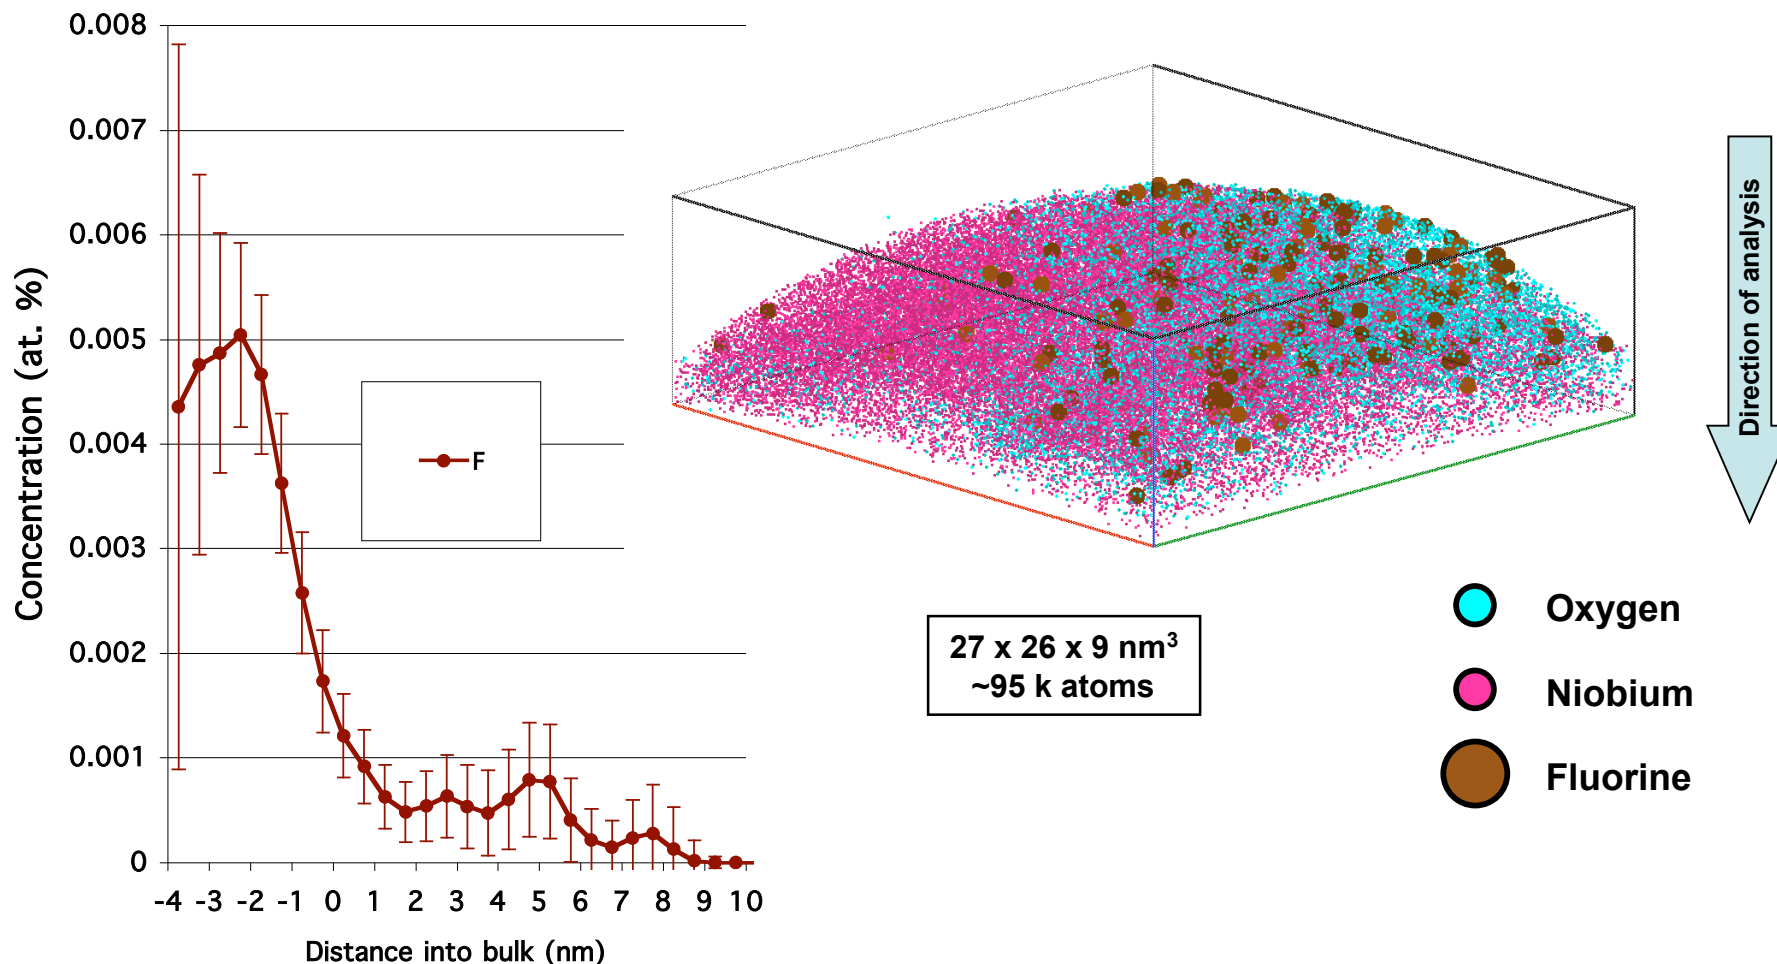 0.008
0.007
0.006
0.005
0.004
0.003
0.002
0.001
0
Concentration (at. %)
F
-4 -3 -2 -1 0 1 2 3 4 5 6 7 8 9 10
Distance into bulk (nm)
Direction of analysis
27 x 26 x 9 nm³
~95 k atoms
Oxygen
Niobium
Fluorine